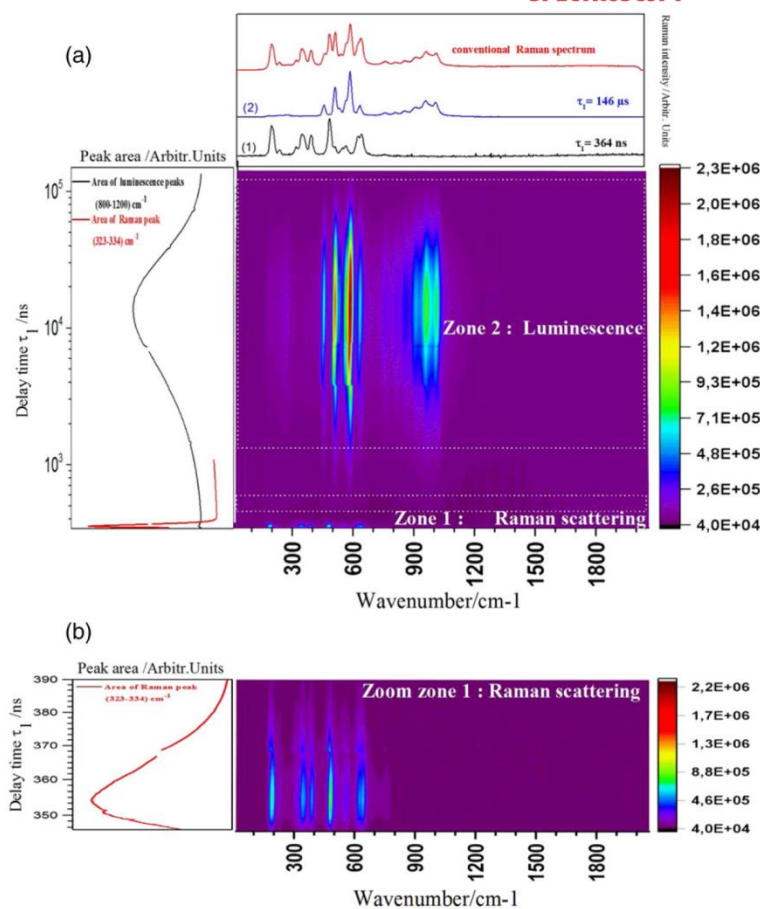 (a)
conventional Raman spectrum
(2)
τ1= 146 µs
(1)
τ1= 364 ns
Raman intensity /Arbitr. Units
Peak area /Arbitr.Units
Area of luminescence peaks
(800-1200) cm-1
Area of Raman peak
(323-334) cm-1
10^5
10^4
10^3
Delay time τ1 /ns
Zone 2 : Luminescence
Zone 1 : Raman scattering
300 600 900 1200 1500 1800
Wavenumber/cm-1
2,3E+06
2,0E+06
1,8E+06
1,6E+06
1,4E+06
1,2E+06
9,3E+05
7,1E+05
4,8E+05
2,6E+05
4,0E+04
(b)
Peak area /Arbitr.Units
Area of Raman peak
(323-334) cm-1
390
380
370
360
350
Delay time τ1 /ns
Zoom zone 1 : Raman scattering
300 600 900 1200 1500 1800
Wavenumber/cm-1
2,2E+06
1,7E+06
1,3E+06
8,8E+05
4,6E+05
4,0E+04